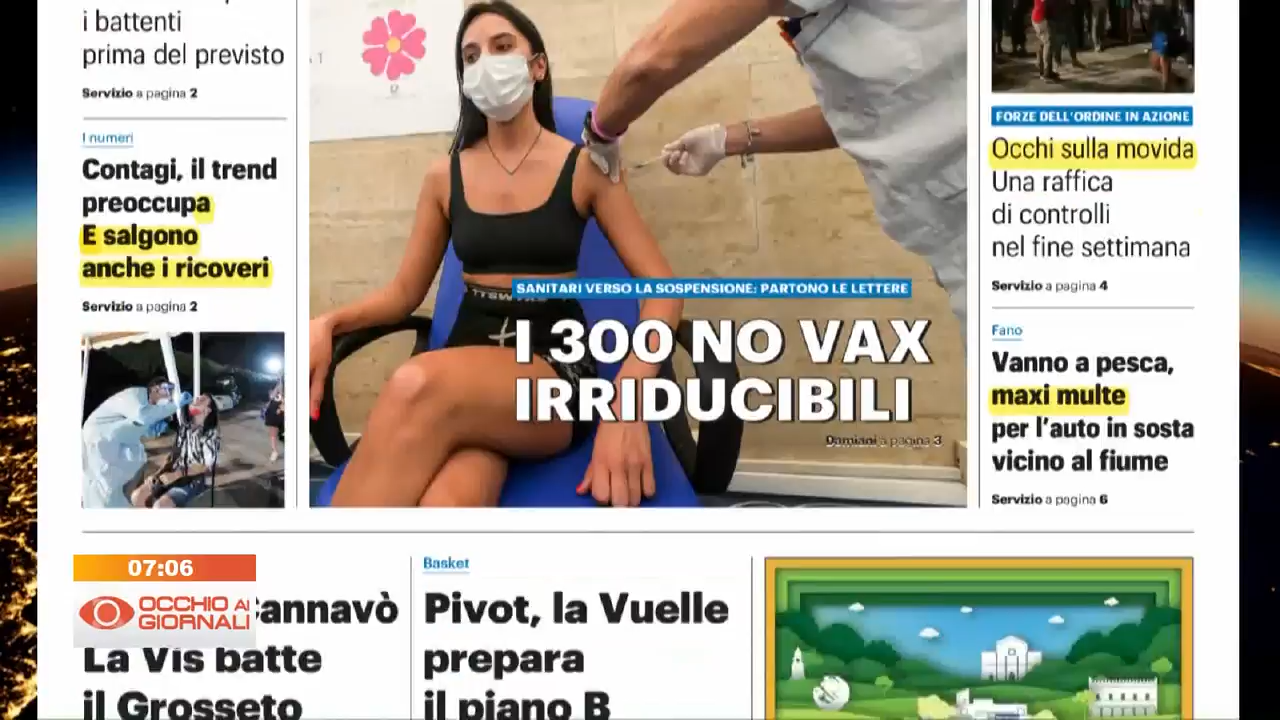 i battenti
prima del previsto
Servizio a pagina 2
I numeri
Contagi, il trend
preoccupa
E salgono
anche i ricoveri
Servizio a pagina 2
SANITARI VERSO LA SOSPENSIONE: PARTONO LE LETTERE
I 300 NO VAX
IRRIDUCIBILI
Damiani a pagina 3
FORZE DELL'ORDINE IN AZIONE
Occhi sulla movida
Una raffica
di controlli
nel fine settimana
Servizio a pagina 4
Fano
Vanno a pesca,
maxi multe
per l'auto in sosta
vicino al fiume
Servizio a pagina 6
07:06
OCCHIO AI
GIORNALI
Cannavò
La Vis batte
il Grosseto
Basket
Pivot, la Vuelle
prepara
il piano B